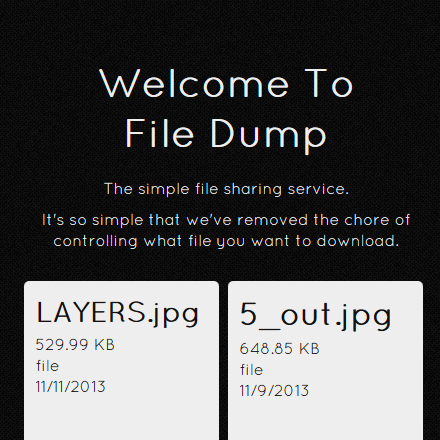 Welcome To
File Dump
The simple file sharing service.
It's so simple that we've removed the chore of
controlling what file you want to download.
LAYERS.jpg
529.99 KB
file
11/11/2013
5_out.jpg
648.85 KB
file
11/9/2013